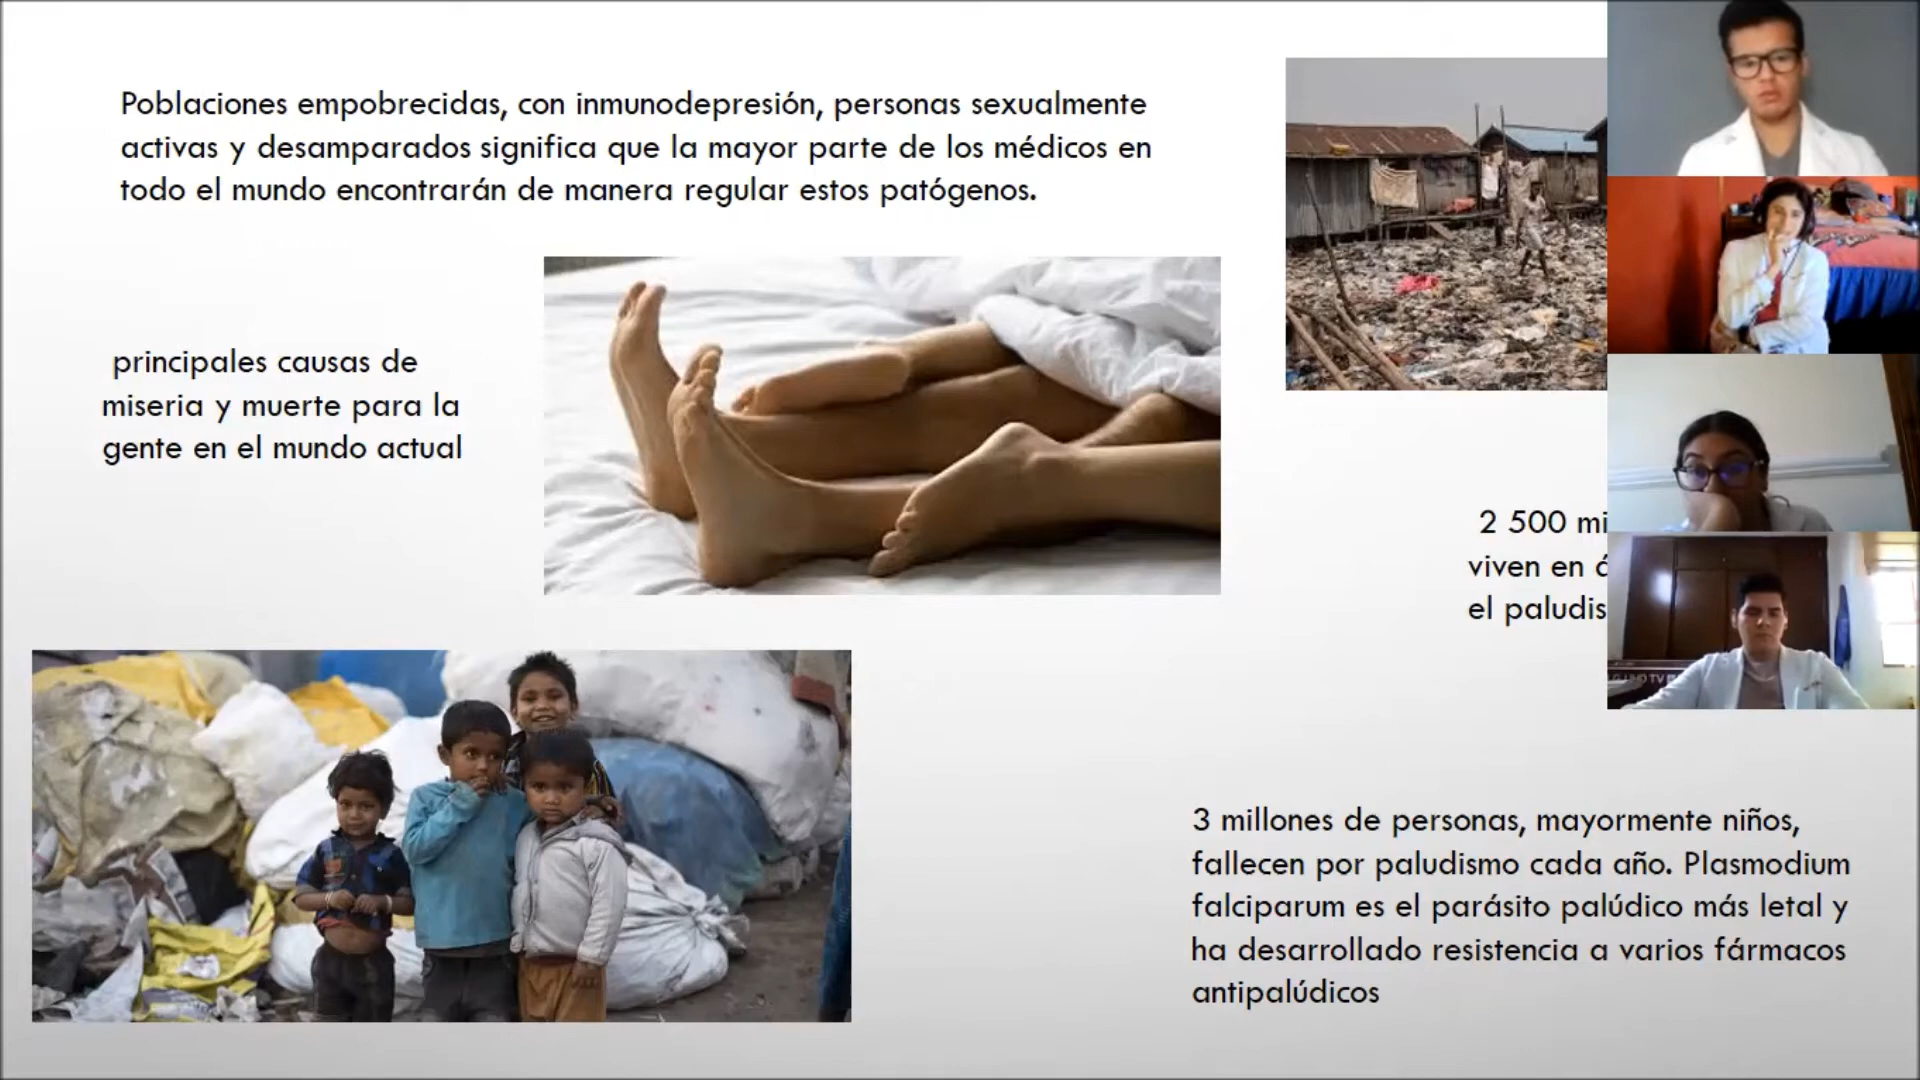 Poblaciones empobrecidas, con inmunodepresión, personas sexualmente
activas y desamparados significa que la mayor parte de los médicos en
todo el mundo encontrarán de manera regular estos patógenos.
principales causas de
miseria y muerte para la
gente en el mundo actual
2 500
viven en
el
3 millones de personas, mayormente niños,
fallecen por paludismo cada año. Plasmodium
falciparum es el parásito palúdico más letal y
ha desarrollado resistencia a varios fármacos
antipalúdicos